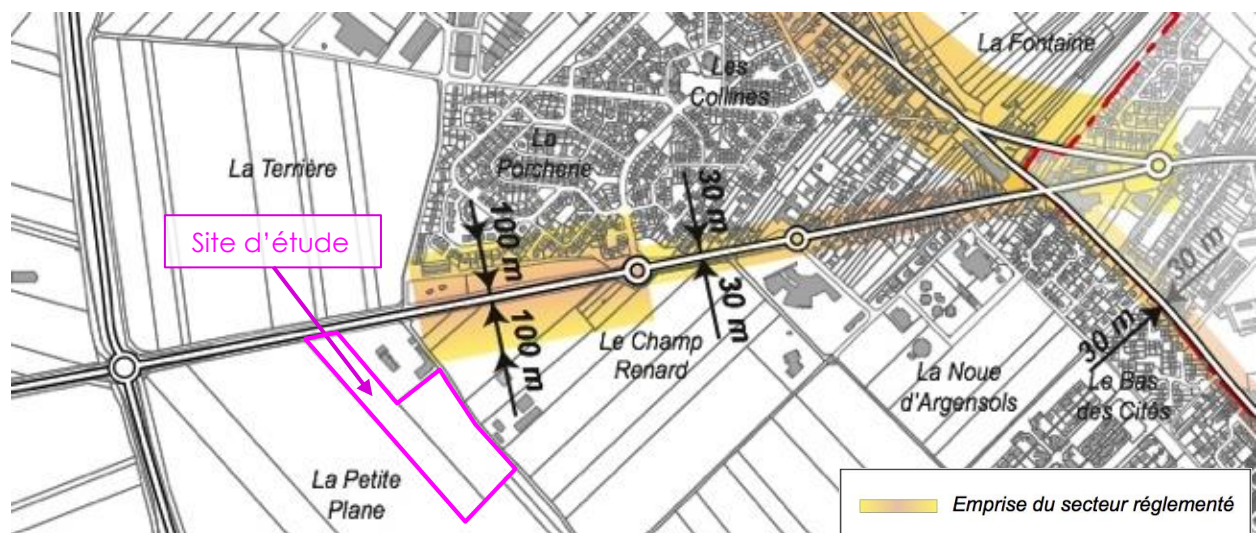 La Fontaine
Les
Collines
La
Porcherie
La Terrière
Site d'étude
100 m
100 m
30 m
30 m
30 m
30 m
Le Champ
Renard
La Noue
d'Argensols
Le Bas
des Cités
La Petite
Plane
Emprise du secteur réglementé